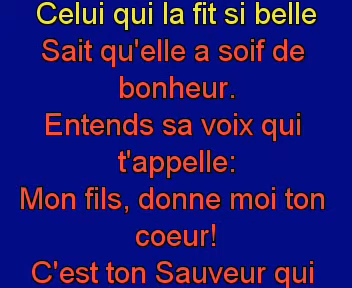 Celui qui la fit si belle
Sait qu'elle a soif de
bonheur.
Entends sa voix qui
t'appelle:
Mon fils, donne moi ton
coeur!
C'est ton Sauveur qui